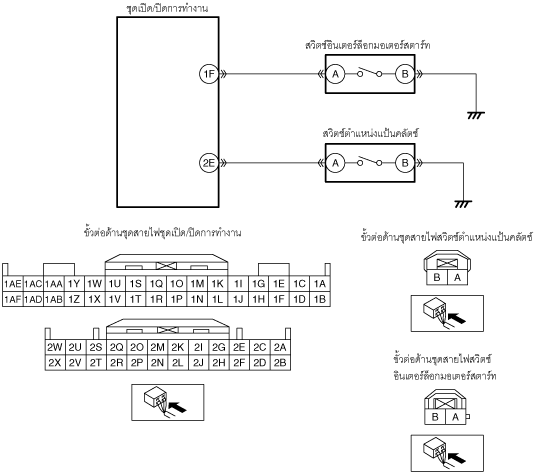 ชุดเปิด/ปิดการทำงาน
สวิตช์อินเตอร์ล็อกมอเตอร์สตาร์ท
1F A B
สวิตช์ตำแหน่งแป้นคลัตช์
2E A B
ขั้วต่อด้านชุดสายไฟชุดเปิด/ปิดการทำงาน
1AE 1AC 1AA 1Y 1W 1U 1S 1Q 1O 1M 1K 1I 1G 1E 1C 1A
1AF 1AD 1AB 1Z 1X 1V 1T 1R 1P 1N 1L 1J 1H 1F 1D 1B
2W 2U 2S 2Q 2O 2M 2K 2I 2G 2E 2C 2A
2X 2V 2T 2R 2P 2N 2L 2J 2H 2F 2D 2B
ขั้วต่อด้านชุดสายไฟสวิตช์ตำแหน่งแป้นคลัตช์
B A
ขั้วต่อด้านชุดสายไฟสวิตช์
อินเตอร์ล็อกมอเตอร์สตาร์ท
B A